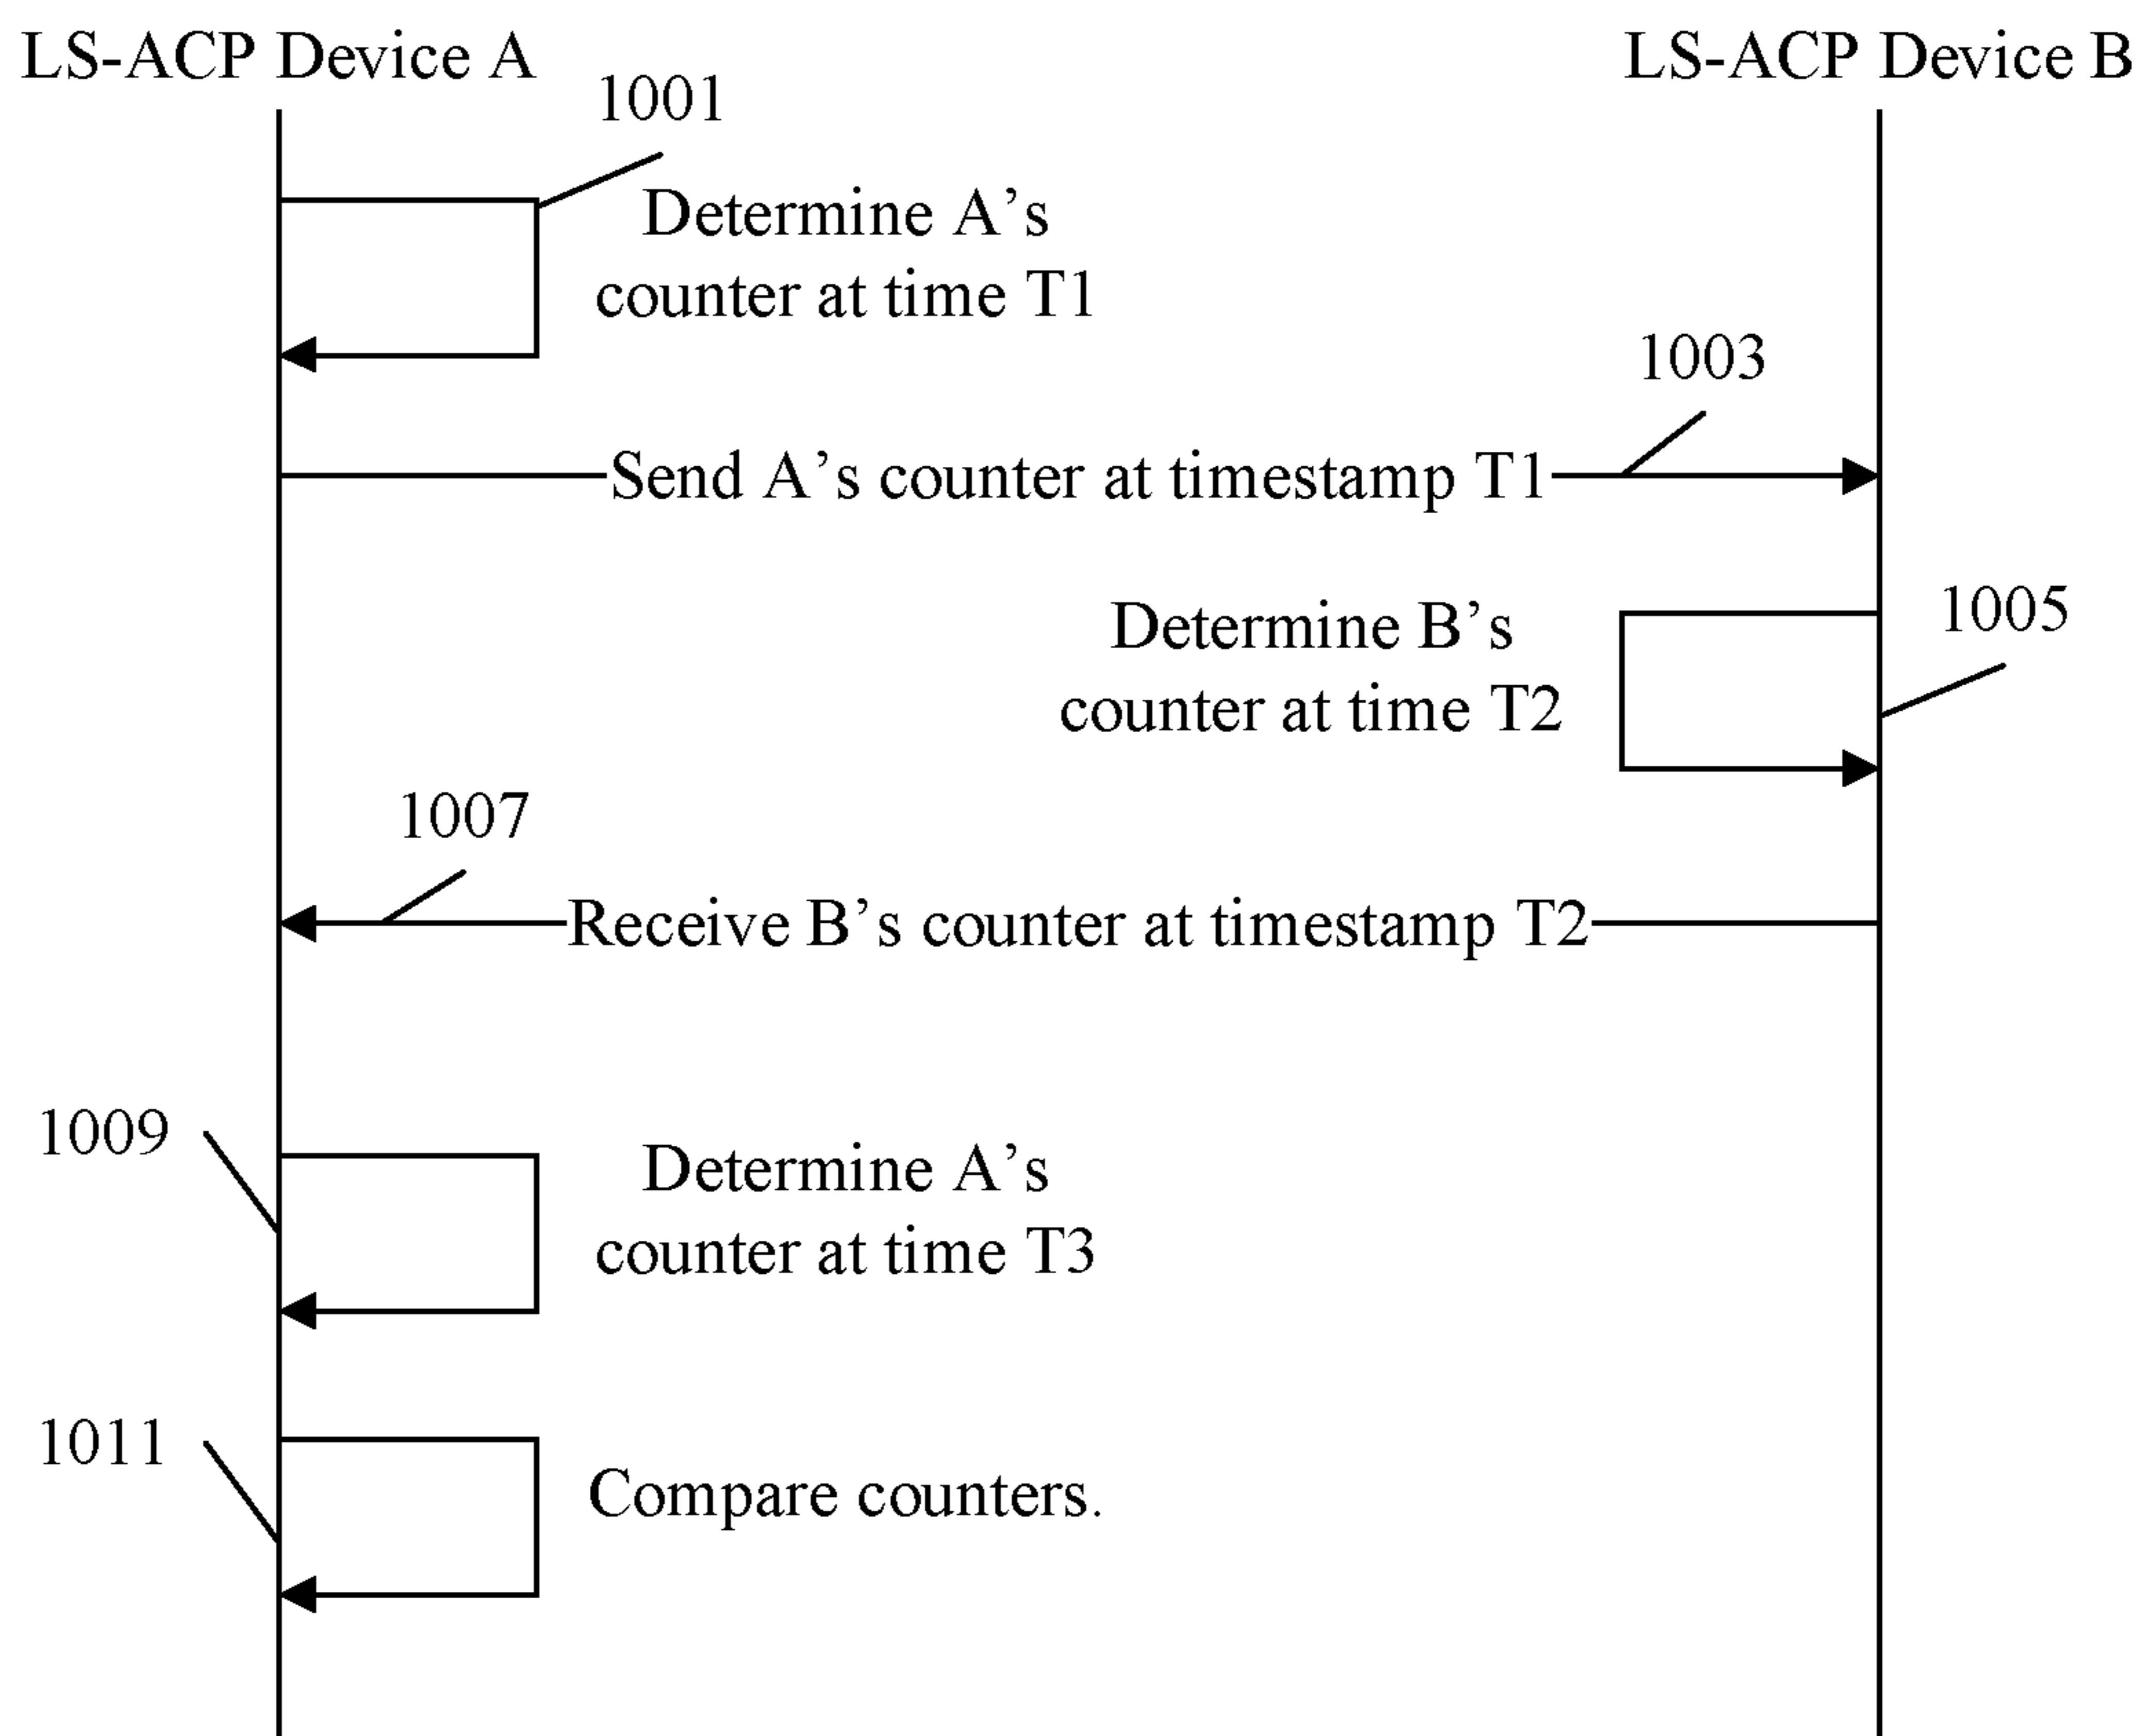 LS-ACP Device A
LS-ACP Device B
1001
Determine A’s
counter at time T1
1003
Send A’s counter at timestamp T1
1005
Determine B’s
counter at time T2
1007
Receive B’s counter at timestamp T2
1009
Determine A’s
counter at time T3
1011
Compare counters.